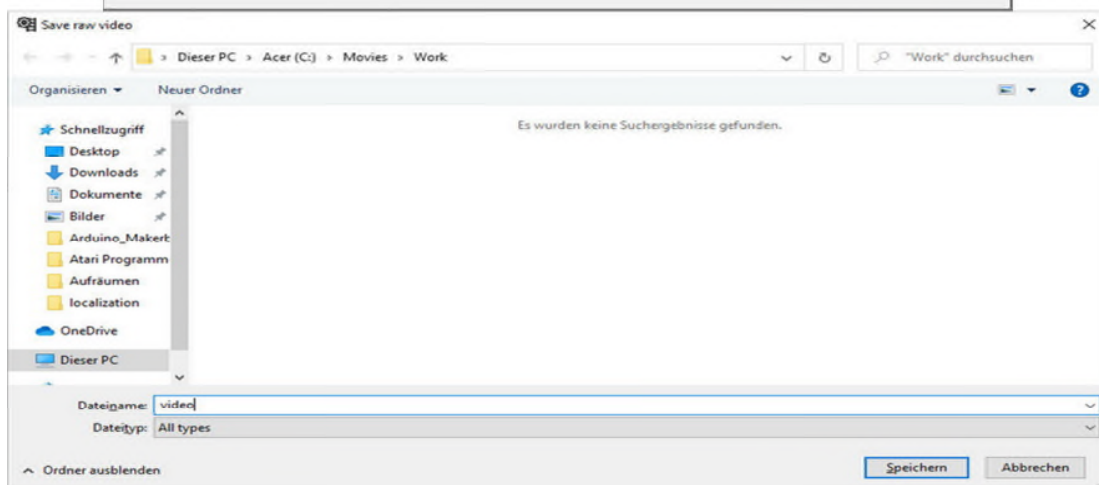 Save raw video
Dieser PC > Acer (C:) > Movies > Work
"Work" durchsuchen
Organisieren
Neuer Ordner
Es wurden keine Suchergebnisse gefunden.
Schnellzugriff
Desktop
Downloads
Dokumente
Bilder
Arduino_Makerb
Atari Programm
Aufräumen
localization
OneDrive
Dieser PC
Dateiname: video
Dateityp: All types
Ordner ausblenden
Speichern
Abbrechen